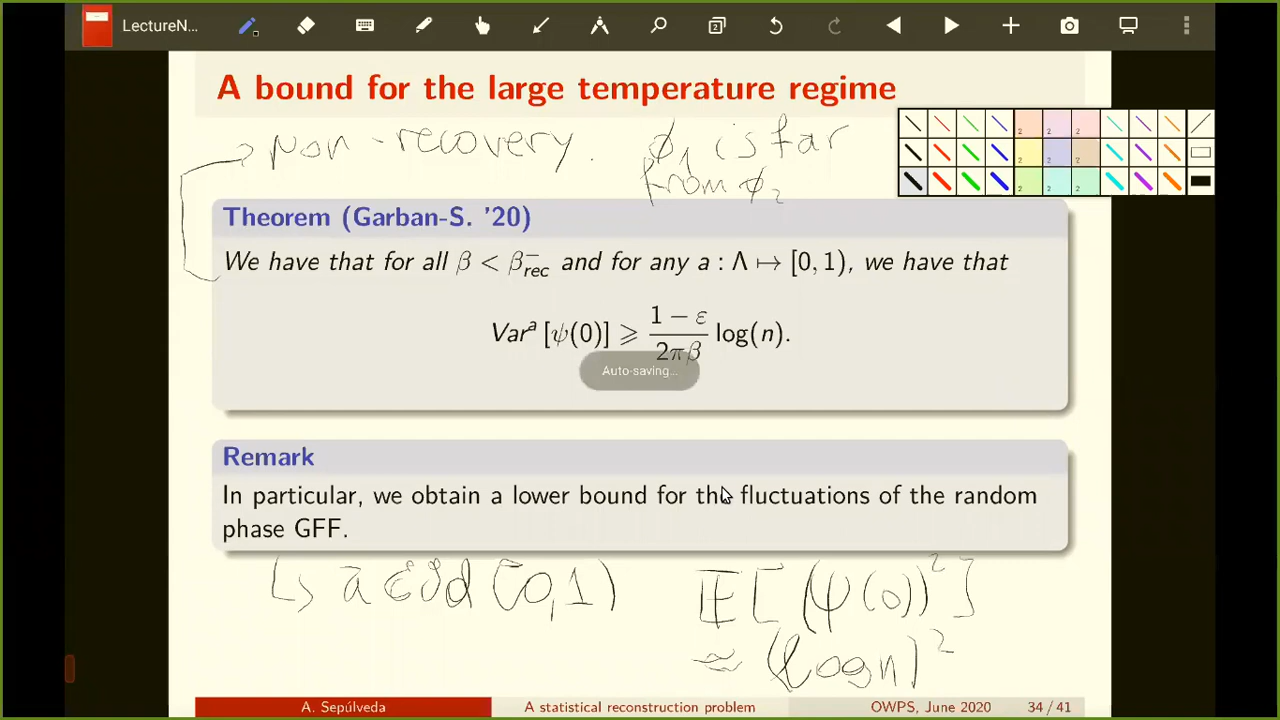 LectureN...
A bound for the large temperature regime
Non-recovery. ϕ₁ is far
from ϕ₂
Theorem (Garban-S. '20)
We have that for all β < β⁻rec and for any a : Λ ↦ [0, 1), we have that
Varᵃ [ψ(0)] ⩾ (1 − ε)/(2πβ) log(n).
Auto-saving...
Remark
In particular, we obtain a lower bound for the fluctuations of the random
phase GFF.
↳ a iid [0,1) 𝔼[(ψ(0))²]
≈ (log n)²
A. Sepúlveda A statistical reconstruction problem OWPS, June 2020 34 / 41